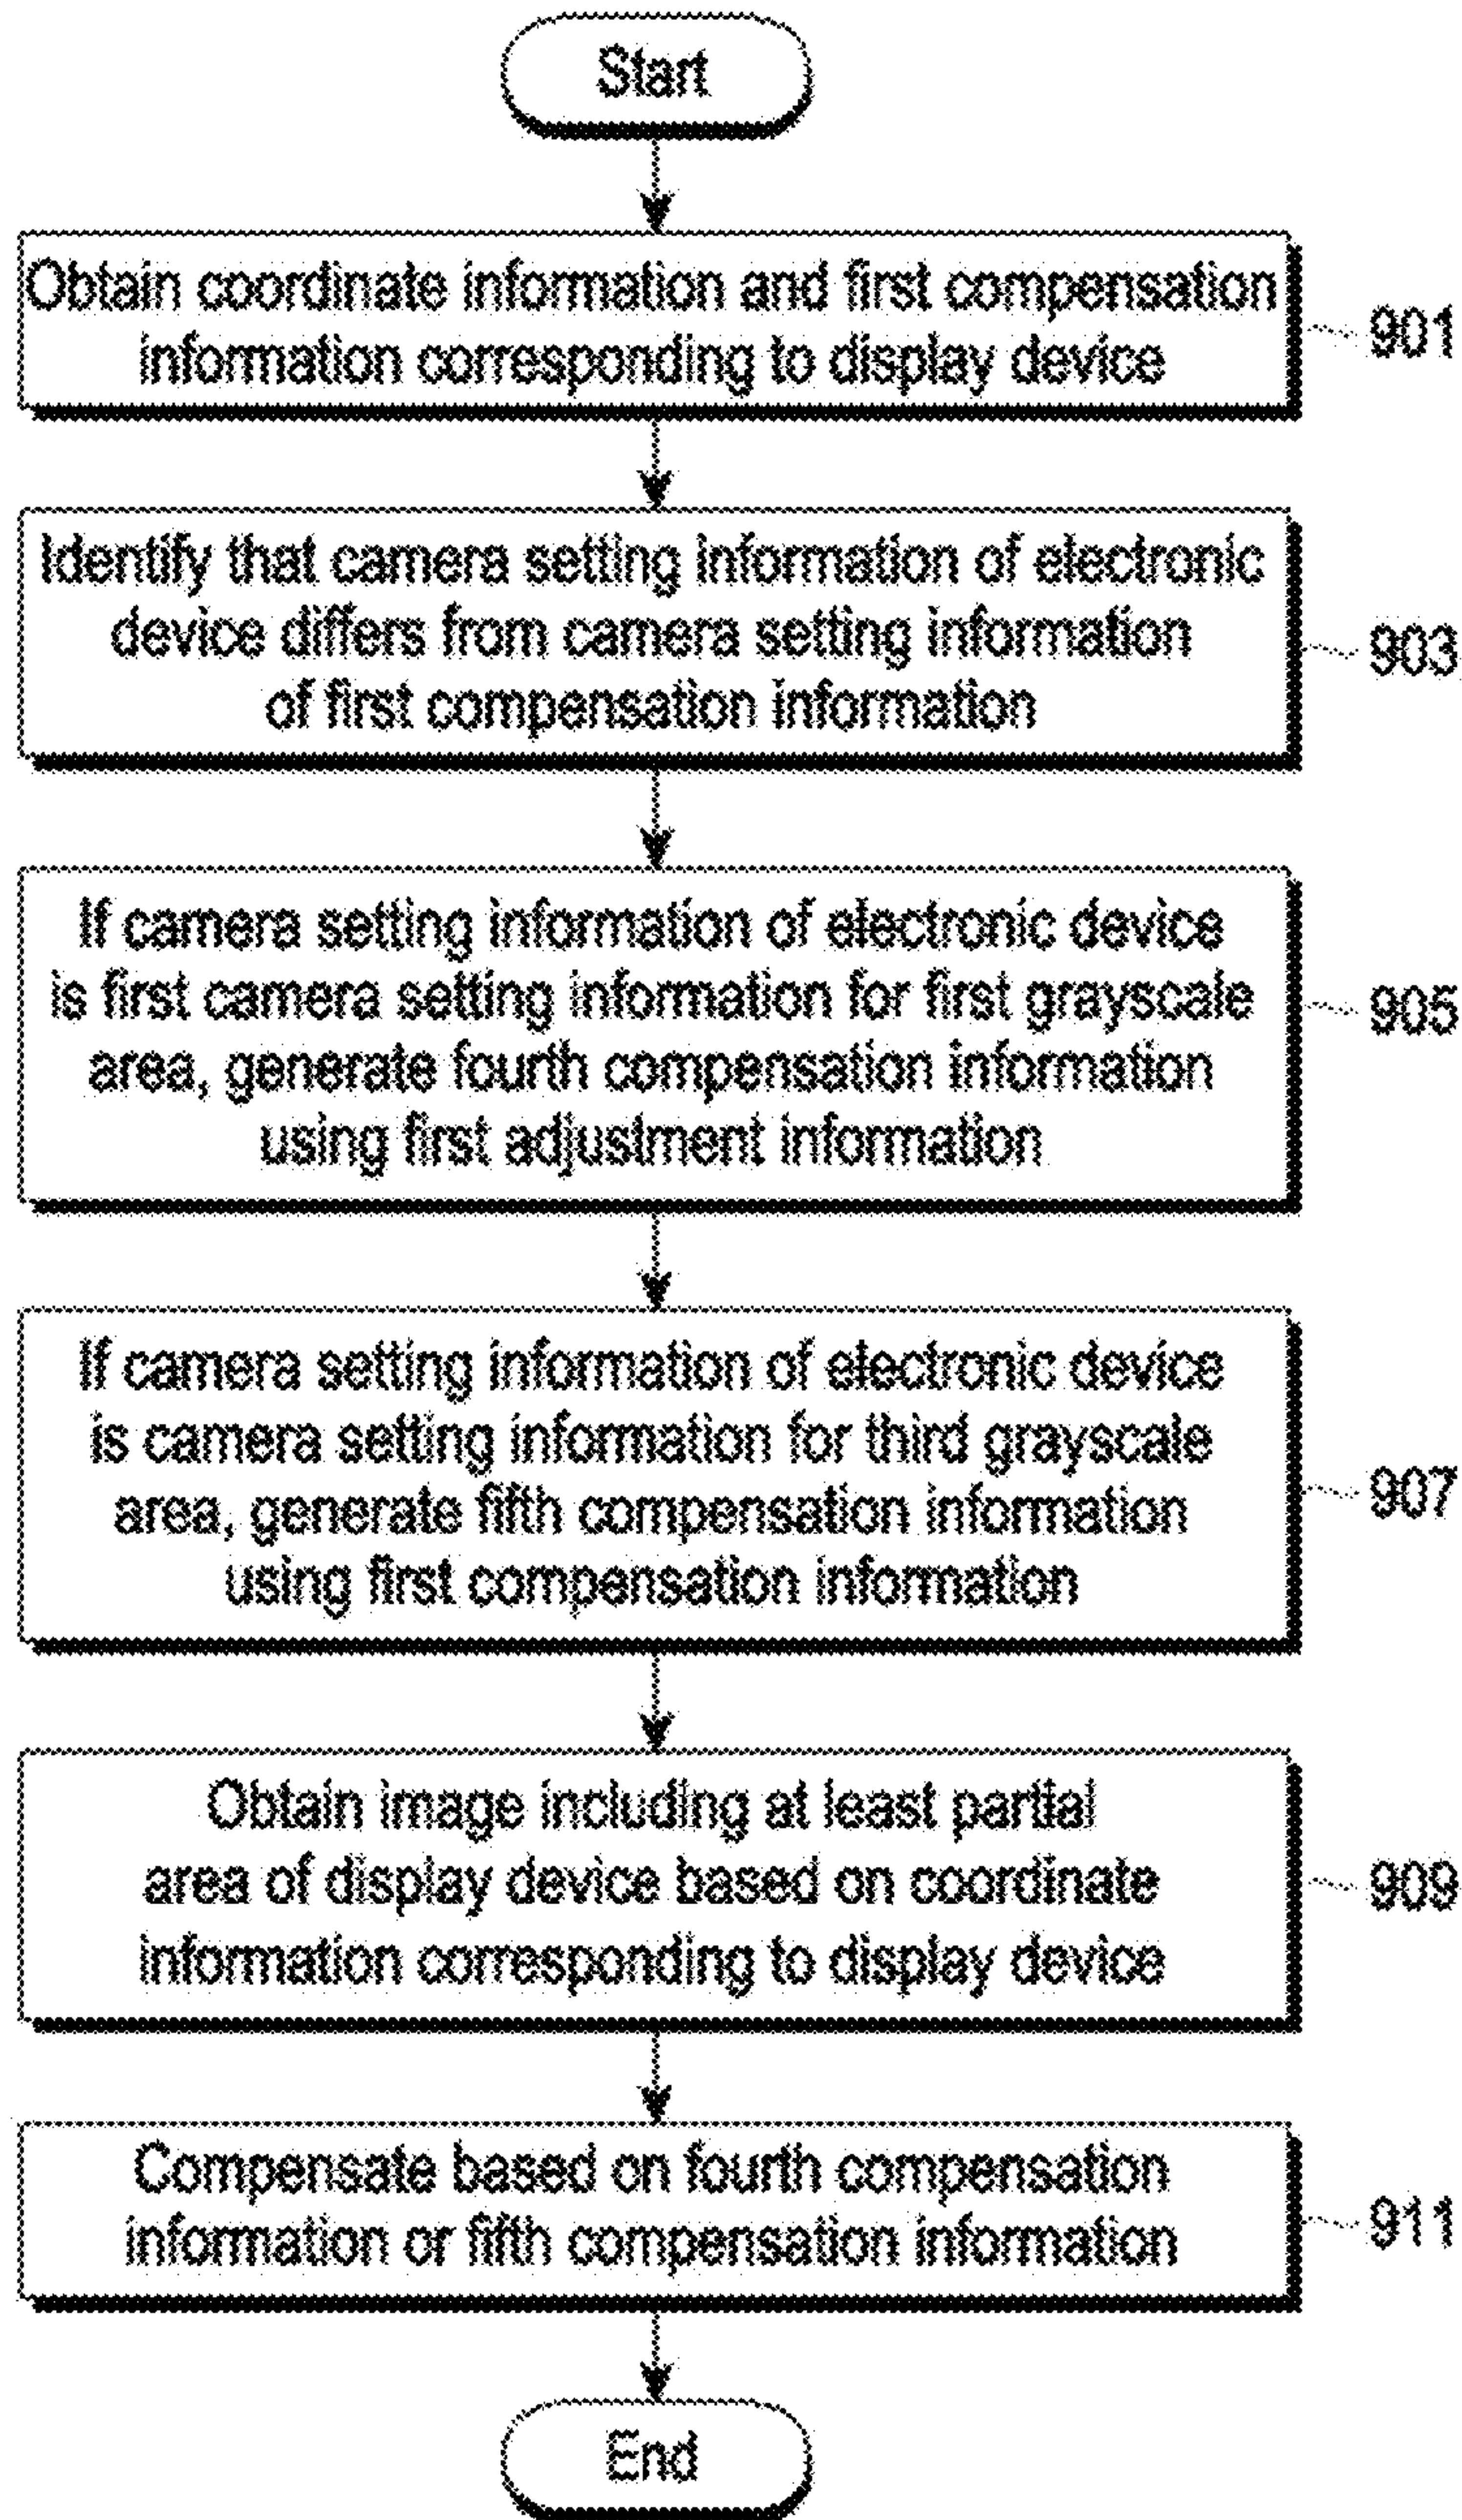 Start
Obtain coordinate information and first compensation
information corresponding to display device
901
Identify that camera setting information of electronic
device differs from camera setting information
of first compensation information
903
If camera setting information of electronic device
is first camera setting information for first grayscale
area, generate fourth compensation information
using first adjustment information
905
If camera setting information of electronic device
is camera setting information for third grayscale
area, generate fifth compensation information
using first compensation information
907
Obtain image including at least partial
area of display device based on coordinate
information corresponding to display device
909
Compensate based on fourth compensation
information or fifth compensation information
911
End